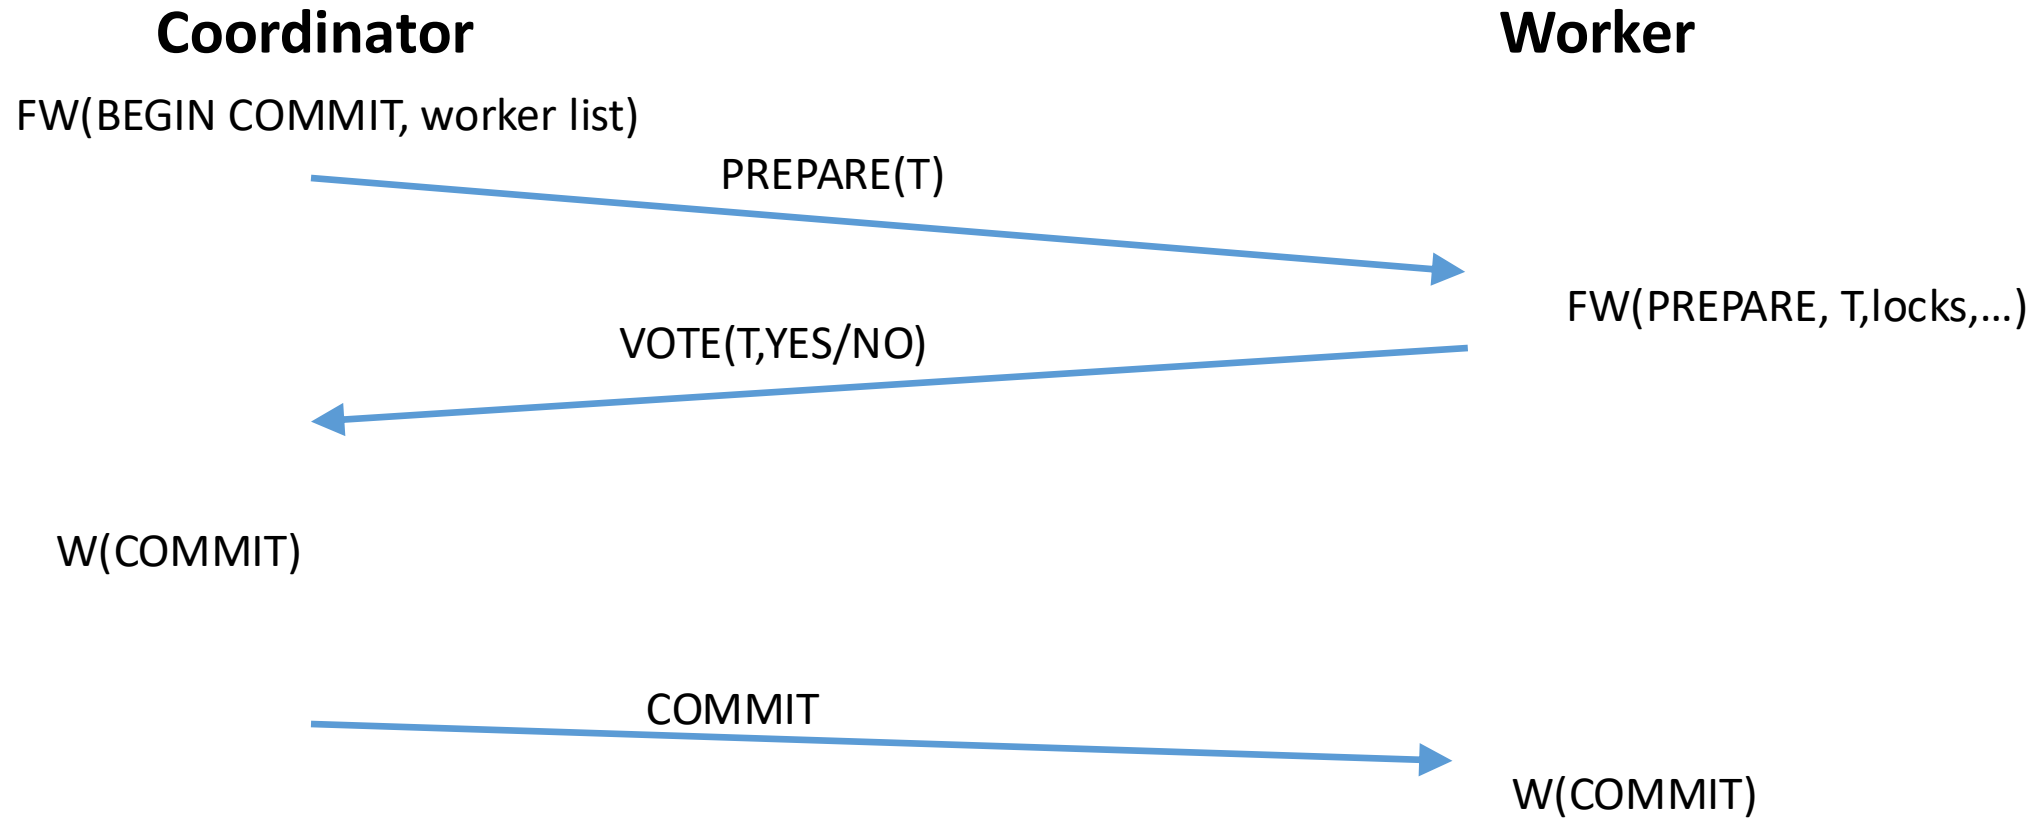 Coordinator
Worker
FW(BEGIN COMMIT, worker list)
PREPARE(T)
FW(PREPARE, T,locks,...)
VOTE(T,YES/NO)
W(COMMIT)
COMMIT
W(COMMIT)